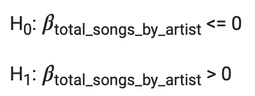 H₀: βtotal_songs_by_artist <= 0
H₁: βtotal_songs_by_artist > 0